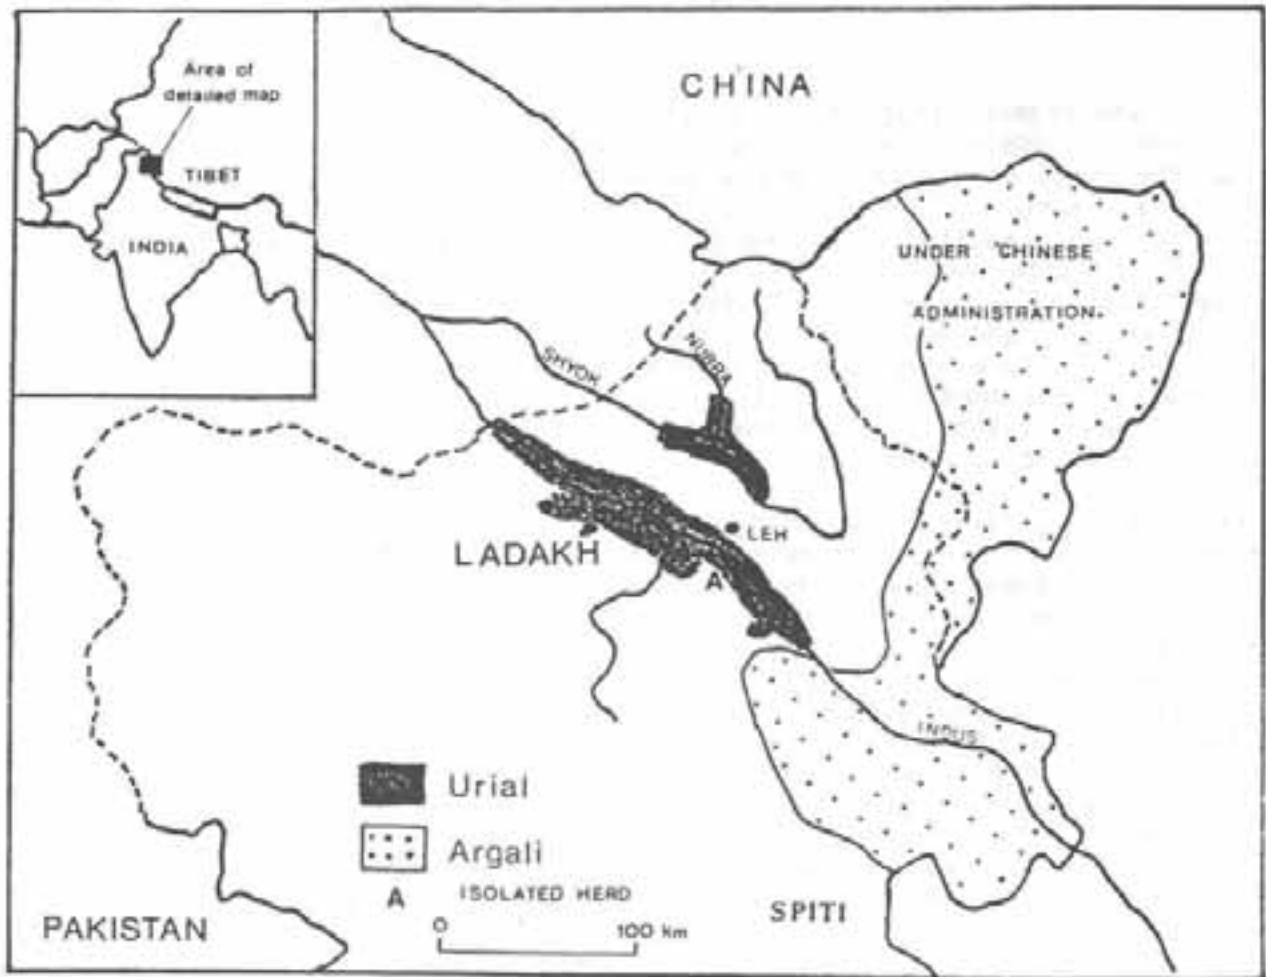 Area of
detailed map
TIBET
INDIA
CHINA
UNDER CHINESE
ADMINISTRATION
SHYOK
NUBRA
LEH
LADAKH
A
INDUS
Urial
Argali
A ISOLATED HERD
0 100 km
SPITI
PAKISTAN